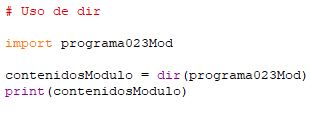 # Uso de dir
import programa023Mod
contenidosModulo = dir(programa023Mod)
print(contenidosModulo)